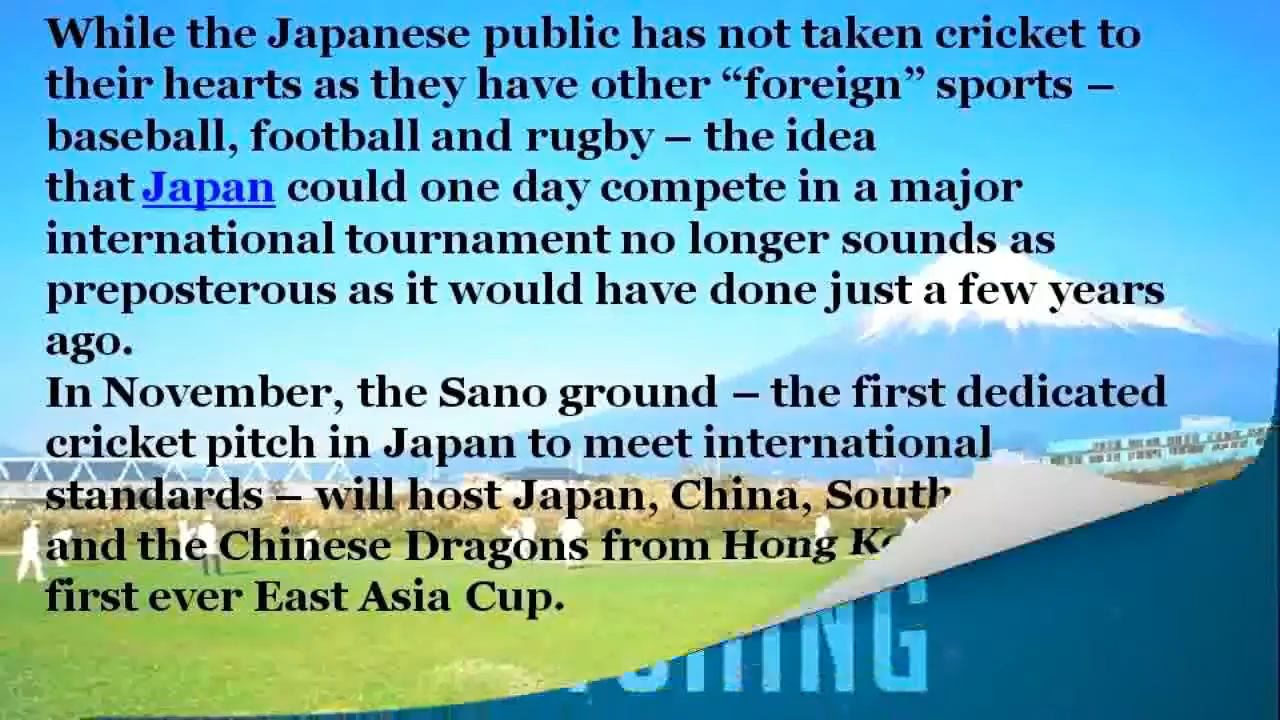 While the Japanese public has not taken cricket to
their hearts as they have other “foreign” sports –
baseball, football and rugby – the idea
that Japan could one day compete in a major
international tournament no longer sounds as
preposterous as it would have done just a few years
ago.
In November, the Sano ground – the first dedicated
cricket pitch in Japan to meet international
standards – will host Japan, China, South
and the Chinese Dragons from Hong
first ever East Asia Cup.